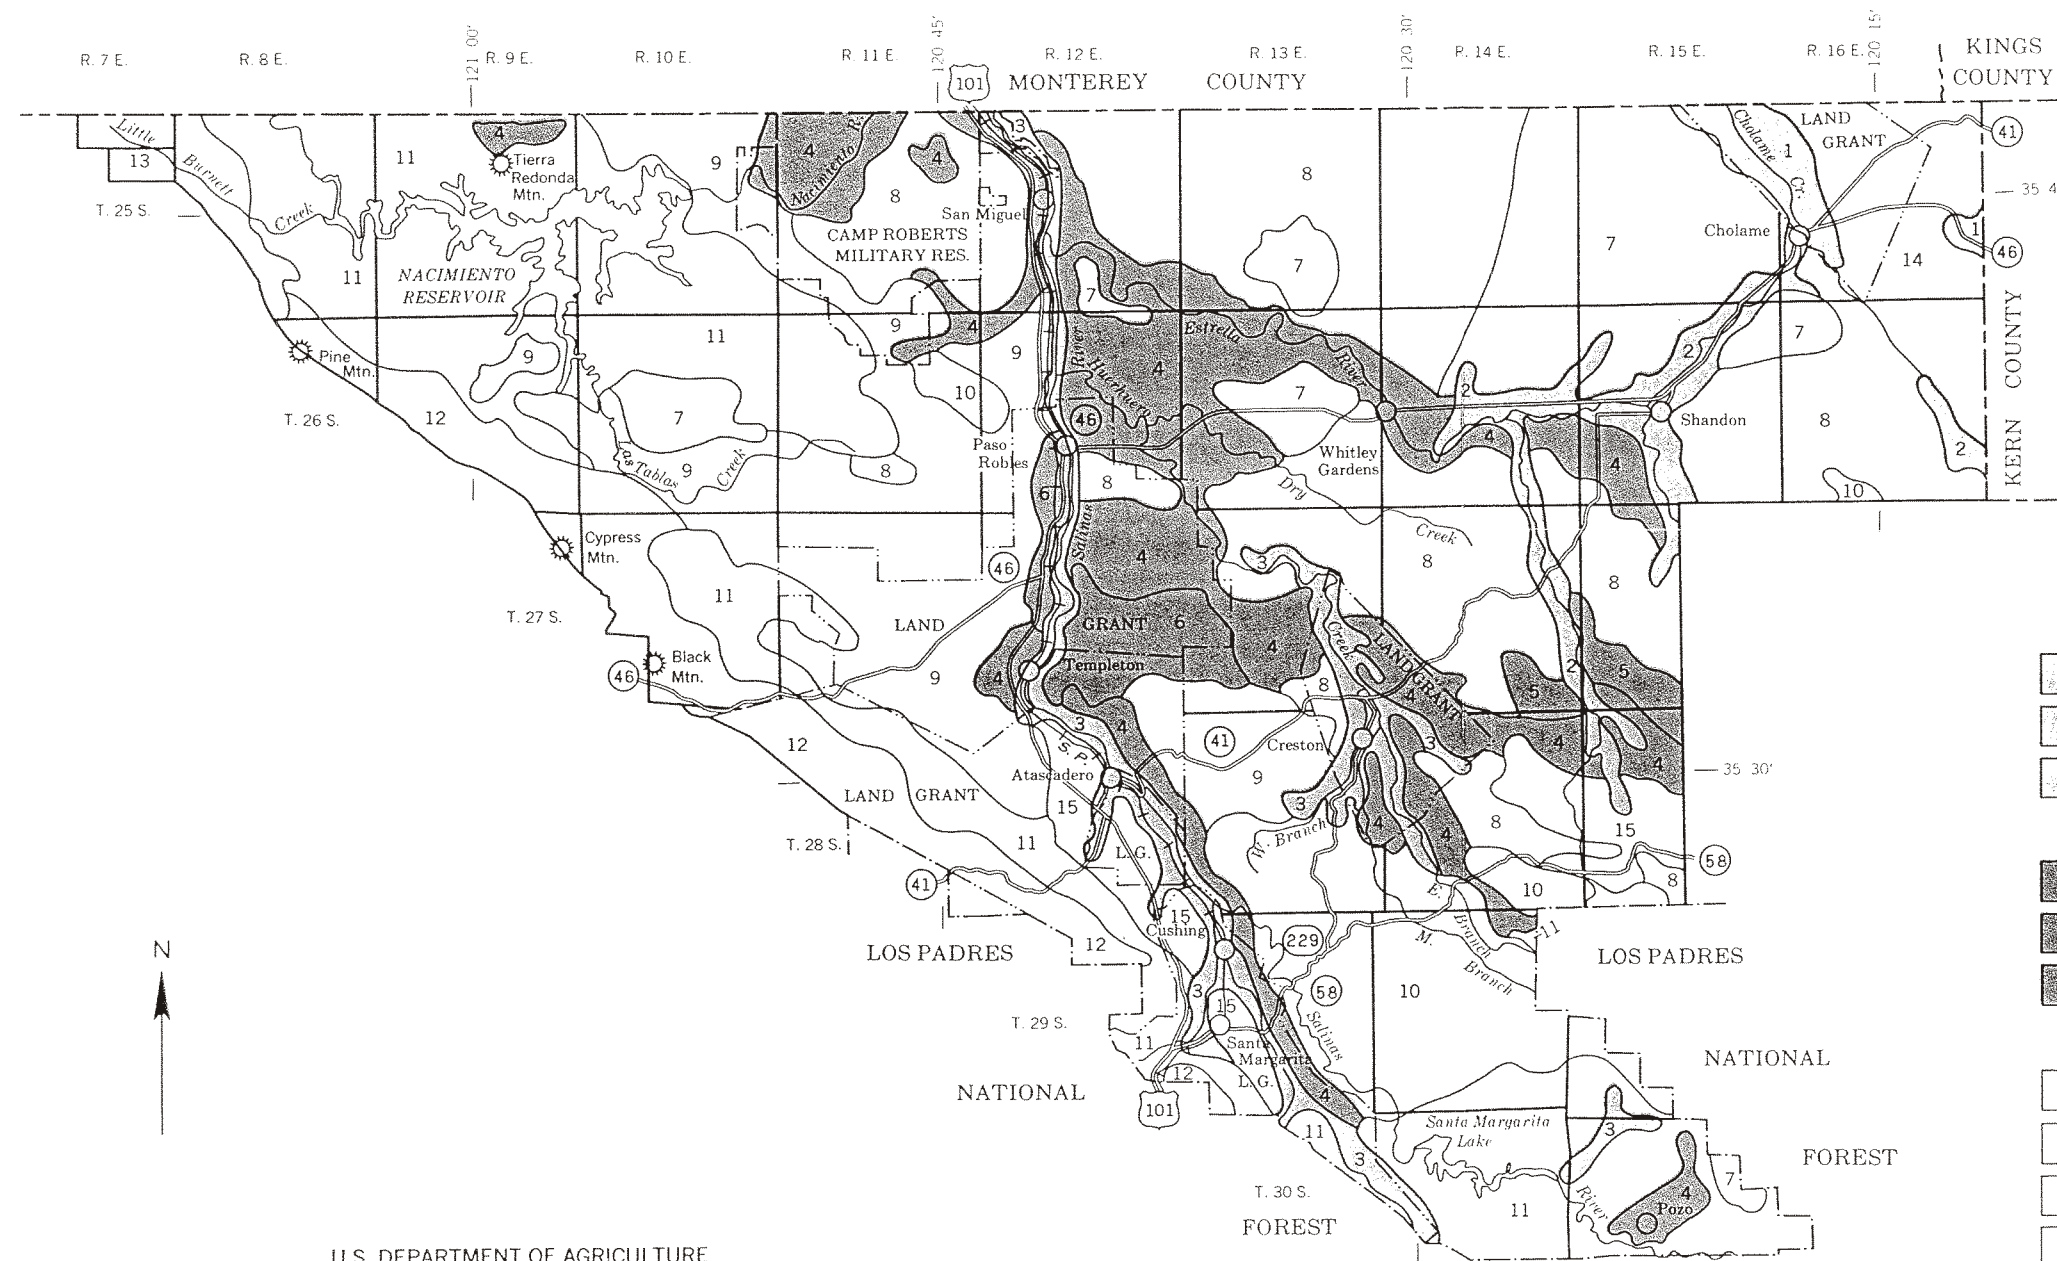 R. 7 E.
R. 8 E.
121 00'
R. 9 E.
R. 10 E.
R. 11 E.
120 45'
R. 12 E.
R. 13 E.
120 30'
R. 14 E.
R. 15 E.
R. 16 E.
120 15'
KINGS
COUNTY
101
MONTEREY COUNTY
Little
Burnett
Creek
13
11
4
Tierra
Redonda
Mtn.
9
4
Nacimiento R.
4
8
3
8
Cholame
Cr.
1
LAND
GRANT
41
35 4
T. 25 S.
San Miguel
CAMP ROBERTS
MILITARY RES.
Cholame
7
14
1
46
11
NACIMIENTO
RESERVOIR
7
7
9
4
11
9
9
Estrella
River
River
Huerhuero
4
2
7
KERN COUNTY
Pine
Mtn.
T. 26 S.
12
7
10
46
7
2
Shandon
8
2
10
Las Tablas
Creek
9
8
Paso
Robles
8
6
Whitley
Gardens
4
4
Dry
Creek
8
8
Cypress
Mtn.
Salinas
4
46
3
T. 27 S.
11
LAND
GRANT
6
4
Creek
LAND GRANT
2
5
5
46
Black
Mtn.
9
4
Templeton
8
4
12
3
4
S. P.
41
Creston
3
4
4
35 30'
Atascadero
9
LAND GRANT
15
3
4
4
8
15
W. Branch
T. 28 S.
11
L. G.
58
41
10
8
E.
Branch
15
Cushing
M.
Branch
11
N
LOS PADRES
12
229
LOS PADRES
58
10
3
15
Salinas
T. 29 S.
11
Santa
Margarita
L. G.
12
NATIONAL
NATIONAL
101
4
11
Santa Margarita
Lake
3
3
FOREST
7
T. 30 S.
FOREST
11
River
4
Pozo
U.S. DEPARTMENT OF AGRICULTURE